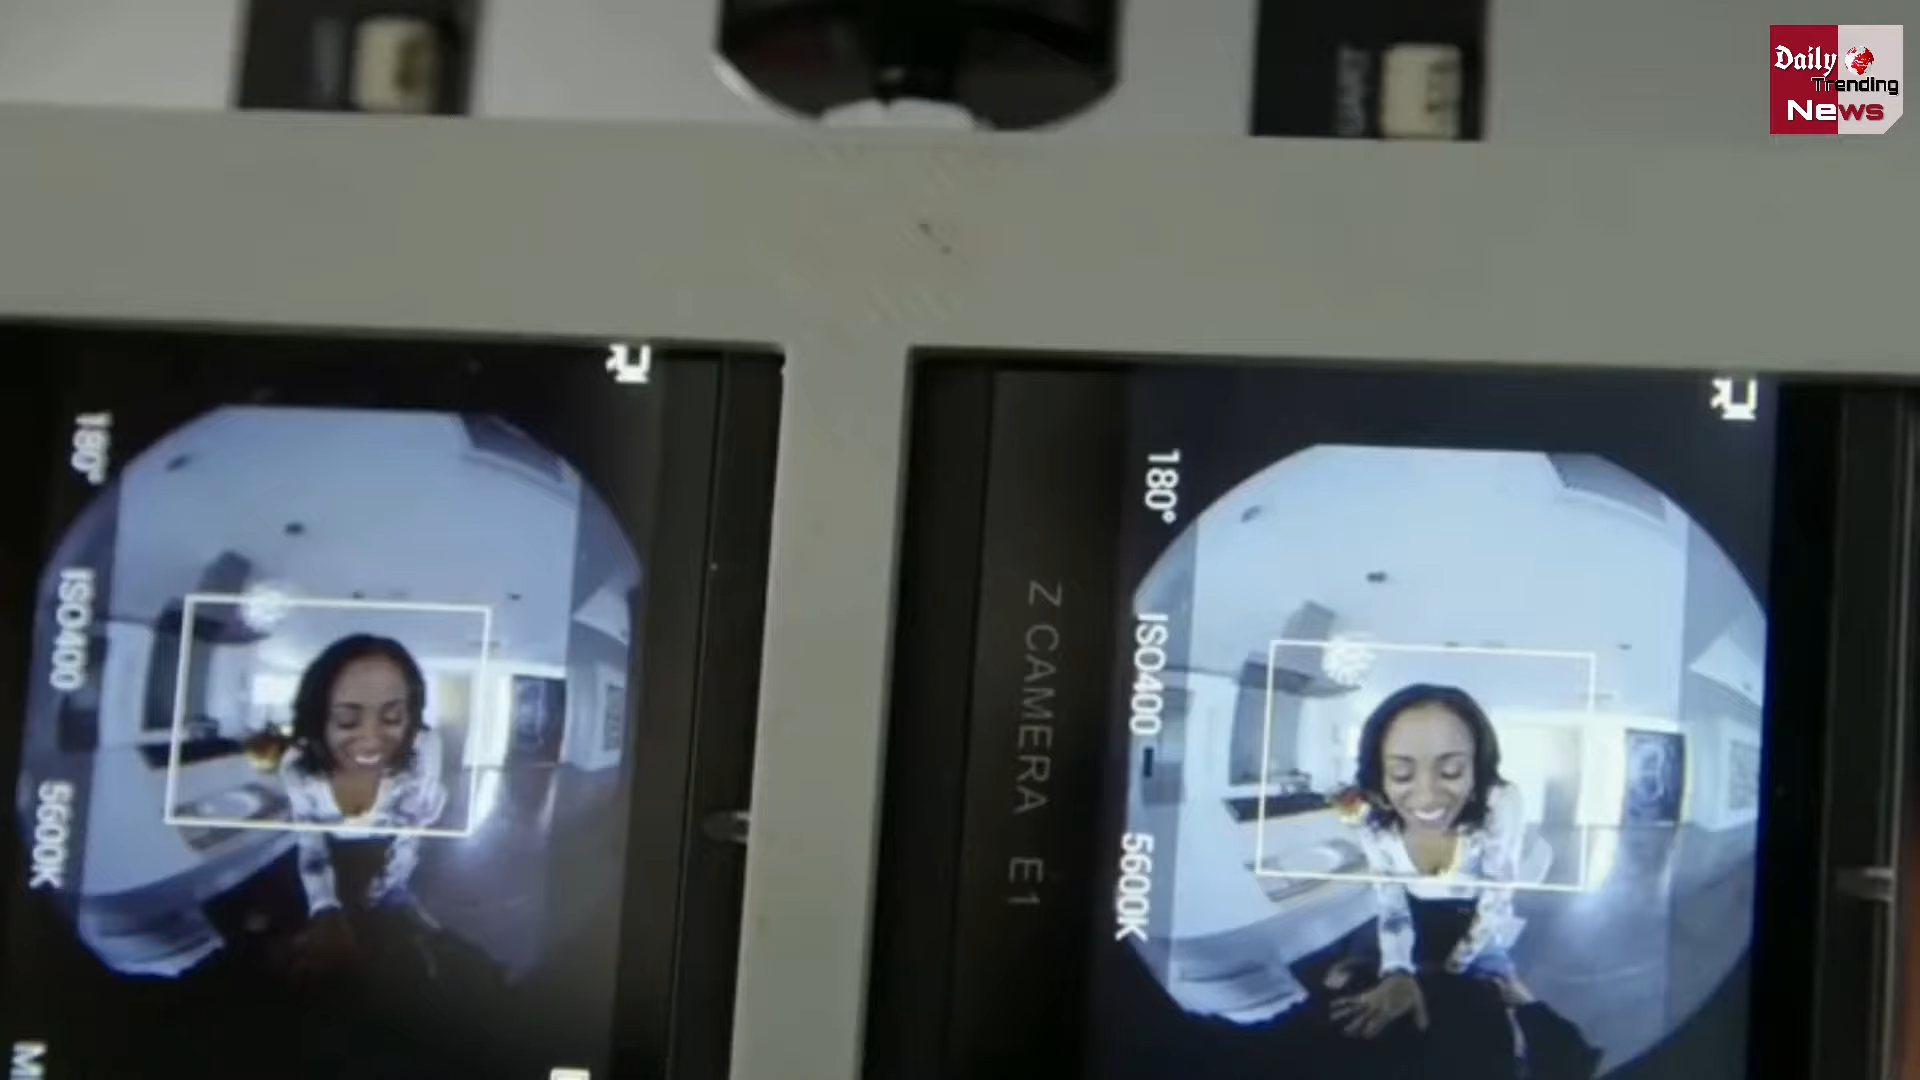 Daily
Trending
News
180°
ISO400
5600K
180°
ISO400
5600K
Z CAMERA E1